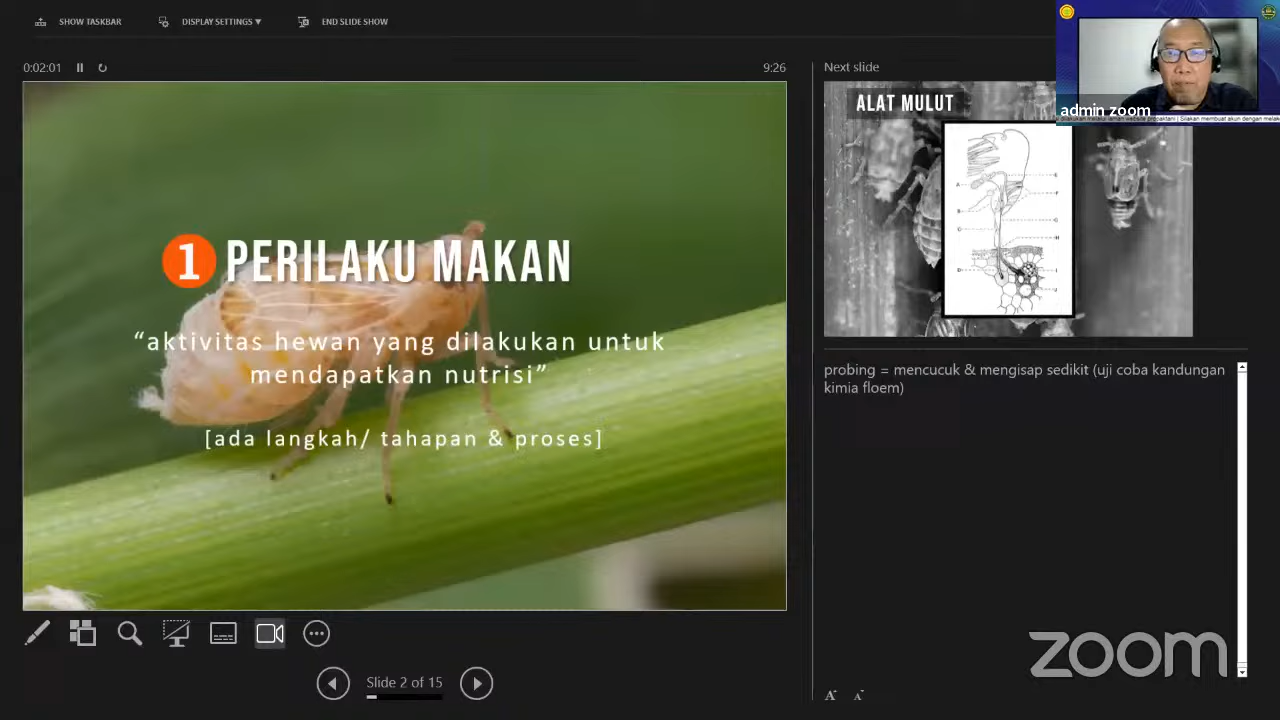 SHOW TASKBAR
DISPLAY SETTINGS ▼
END SLIDE SHOW
0:02:01
9:26
Next slide
1 PERILAKU MAKAN
“aktivitas hewan yang dilakukan untuk
mendapatkan nutrisi”
[ada langkah/ tahapan & proses]
ALAT MULUT
admin zoom
probing = mencucuk & mengisap sedikit (uji coba kandungan
kimia floem)
Slide 2 of 15
zoom